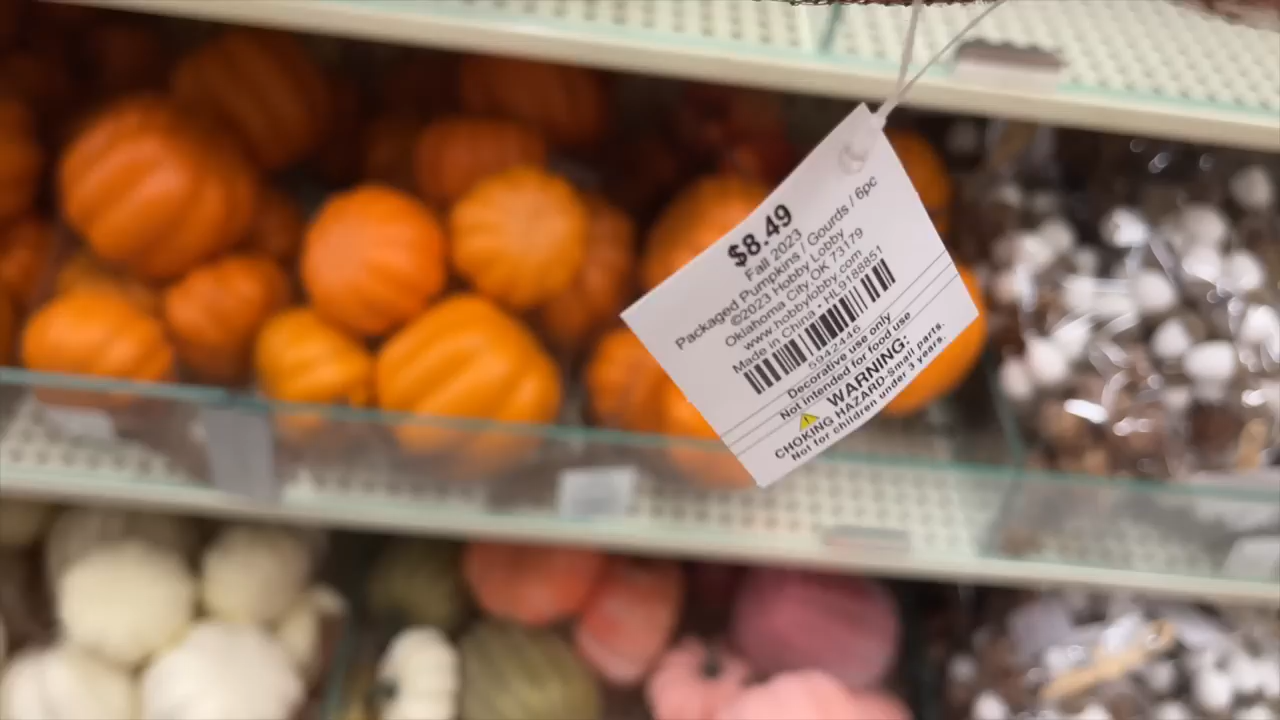 $8.49
Fall 2023
Packaged Pumpkins / Gourds / 6pc
©2023 Hobby Lobby
Oklahoma City, OK 73179
www.hobbylobby.com
Made in China • HL9188851
5942446
Decorative use only
Not intended for food use
WARNING:
CHOKING HAZARD-Small parts.
Not for children under 3 years.